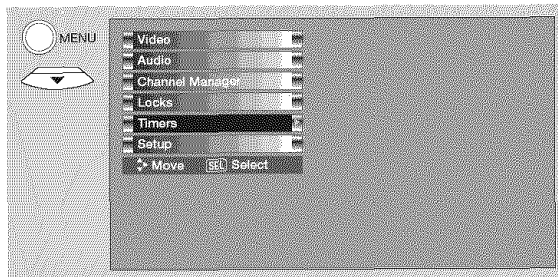 MENU
Video
Audio
Channel Manager
Locks
Timers
Setup
Move SEL Select